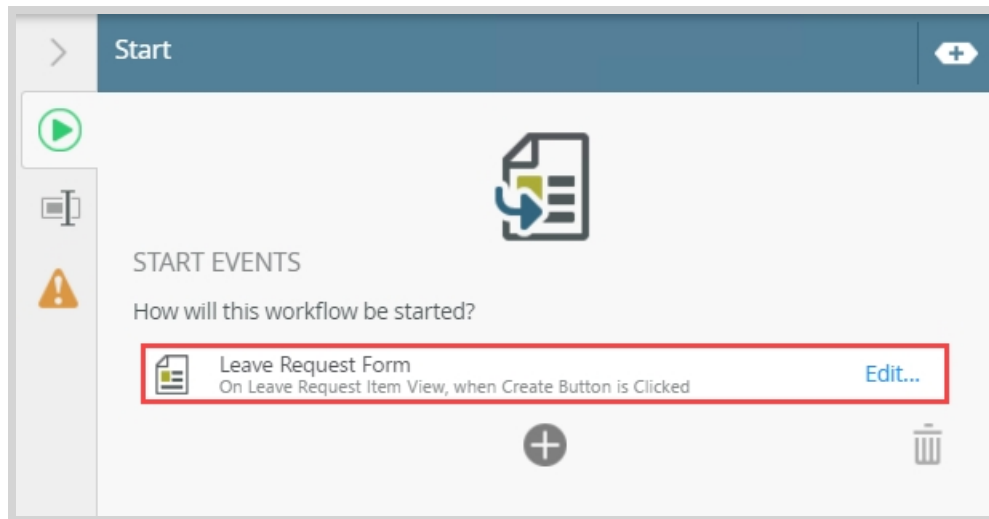 Start
START EVENTS
How will this workflow be started?
Leave Request Form
On Leave Request Item View, when Create Button is Clicked
Edit...